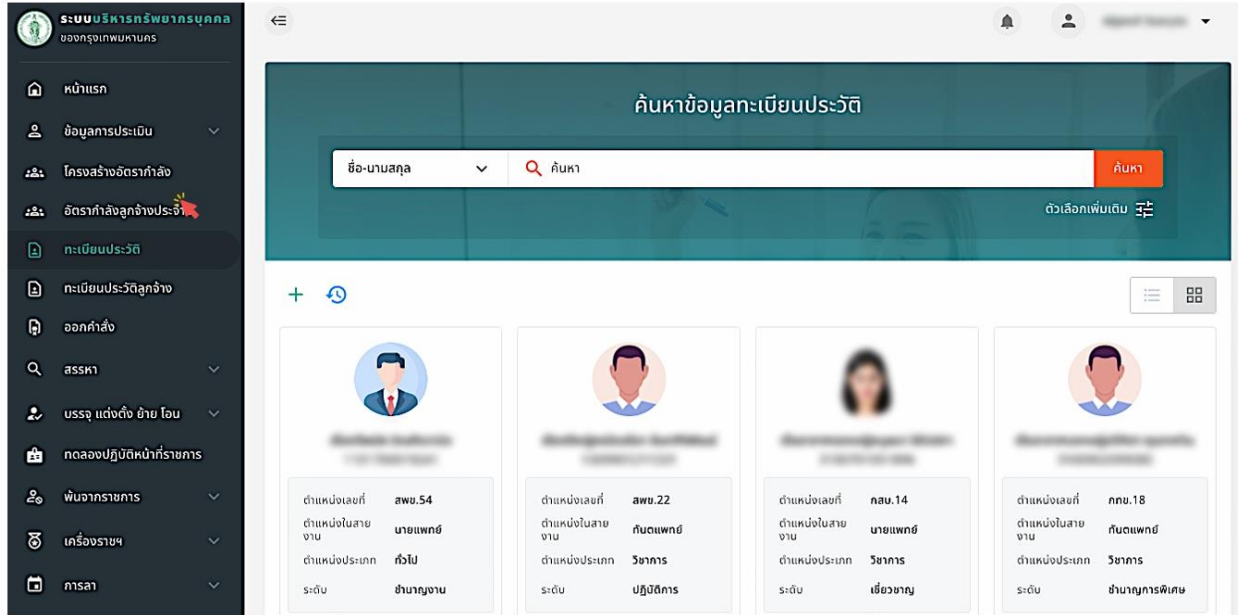 ระบบบริหารทรัพยากรบุคคล
ของกรุงเทพมหานคร
หน้าแรก
ข้อมูลการประเมิน
โครงสร้างอัตรากำลัง
อัตรากำลังลูกจ้างประจำ
ทะเบียนประวัติ
ทะเบียนประวัติลูกจ้าง
ออกคำสั่ง
สรรหา
บรรจุ แต่งตั้ง ย้าย โอน
ทดลองปฏิบัติหน้าที่ราชการ
พ้นจากราชการ
เครื่องราชฯ
การลา
ค้นหาข้อมูลทะเบียนประวัติ
ชื่อ-นามสกุล ค้นหา ค้นหา
ตัวเลือกเพิ่มเติม
ตำแหน่งเลขที่ สพข.54
ตำแหน่งในสาย
งาน นายแพทย์
ตำแหน่งประเภท ทั่วไป
ระดับ ชำนาญงาน
ตำแหน่งเลขที่ สพข.22
ตำแหน่งในสาย
งาน ทันตแพทย์
ตำแหน่งประเภท วิชาการ
ระดับ ปฏิบัติการ
ตำแหน่งเลขที่ กสบ.14
ตำแหน่งในสาย
งาน นายแพทย์
ตำแหน่งประเภท วิชาการ
ระดับ เชี่ยวชาญ
ตำแหน่งเลขที่ กทข.18
ตำแหน่งในสาย
งาน ทันตแพทย์
ตำแหน่งประเภท วิชาการ
ระดับ ชำนาญการพิเศษ